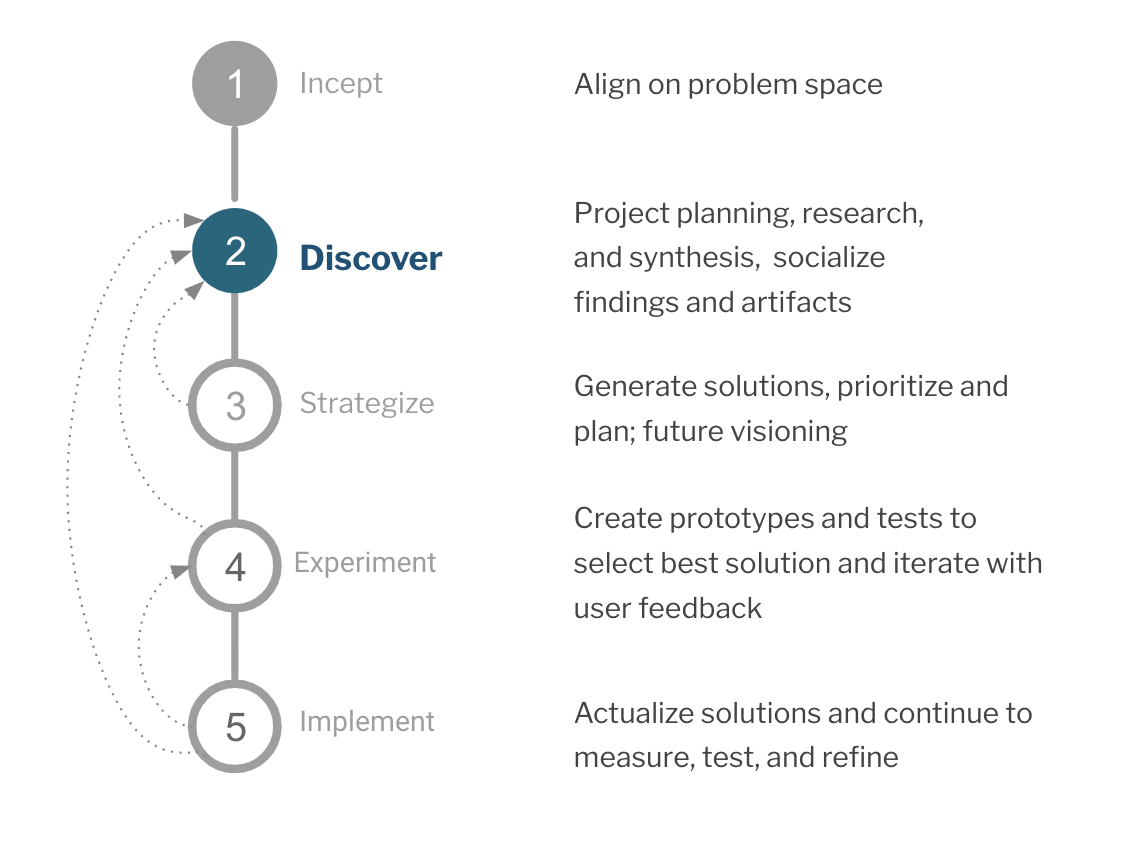 1 Incept Align on problem space
2 Discover Project planning, research,
and synthesis,  socialize
findings and artifacts
3 Strategize Generate solutions, prioritize and
plan; future visioning
4 Experiment Create prototypes and tests to
select best solution and iterate with
user feedback
5 Implement Actualize solutions and continue to
measure, test, and refine